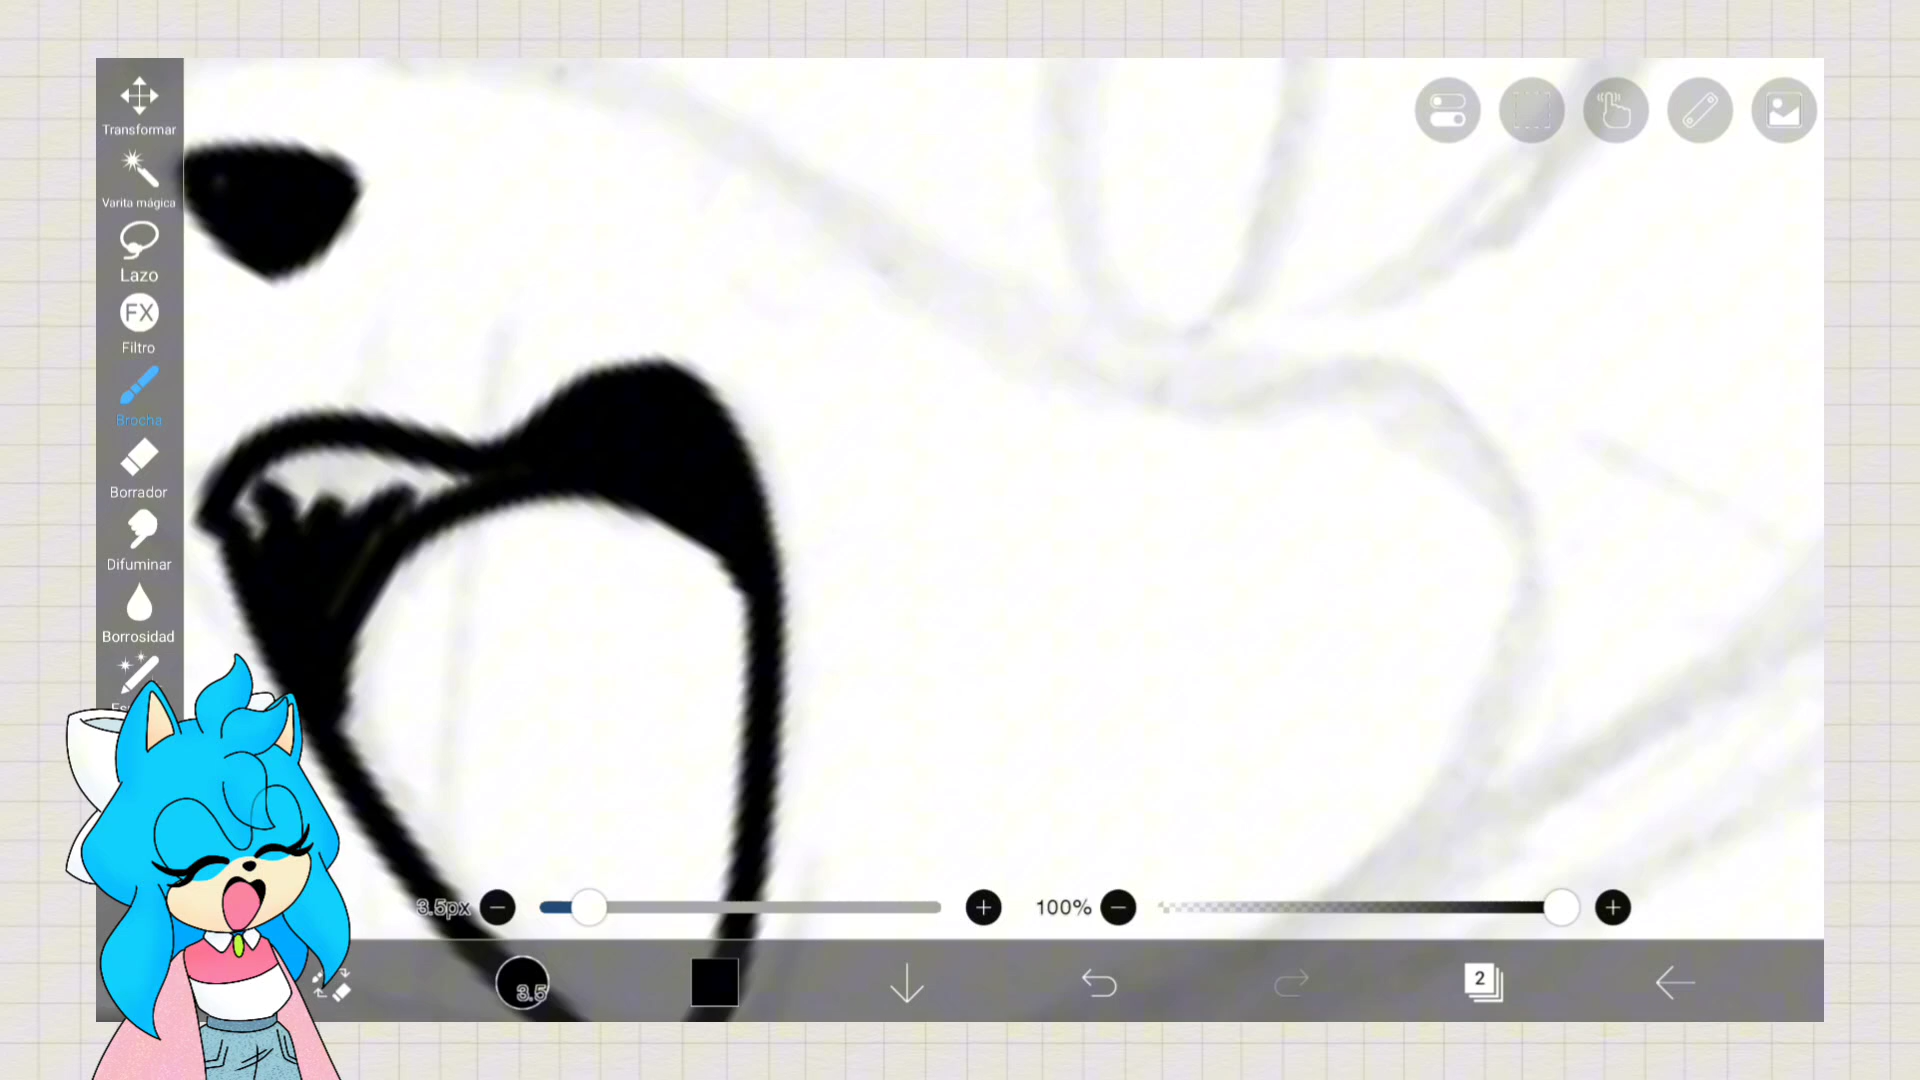 Transformar
Varita mágica
Lazo
FX
Filtro
Brocha
Borrador
Difuminar
Borrosidad
3.5px
100%
3.5
2